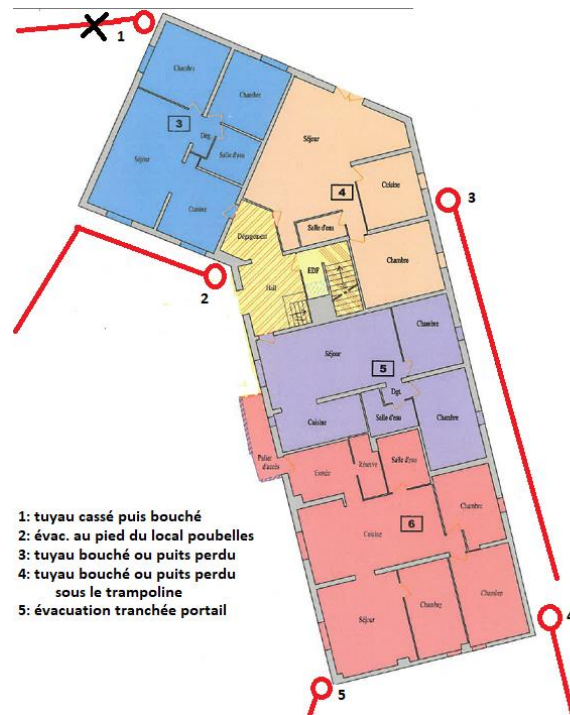 1
Chambre
Chambre
3
Dég.
Séjour
Salle d'eau
Cuisine
Séjour
4
Cuisine
3
Salle d'eau
Dégagement
Chambre
EDF
Hall
2
Séjour
Chambre
5
Dgt.
Cuisine
Salle d'eau
Chambre
Palier
d'accès
Entrée
Réserve
Salle d'eau
Chambre
6
Cuisine
Séjour
Chambre
Chambre
4
5
1: tuyau cassé puis bouché
2: évac. au pied du local poubelles
3: tuyau bouché ou puits perdu
4: tuyau bouché ou puits perdu
sous le trampoline
5: évacuation tranchée portail